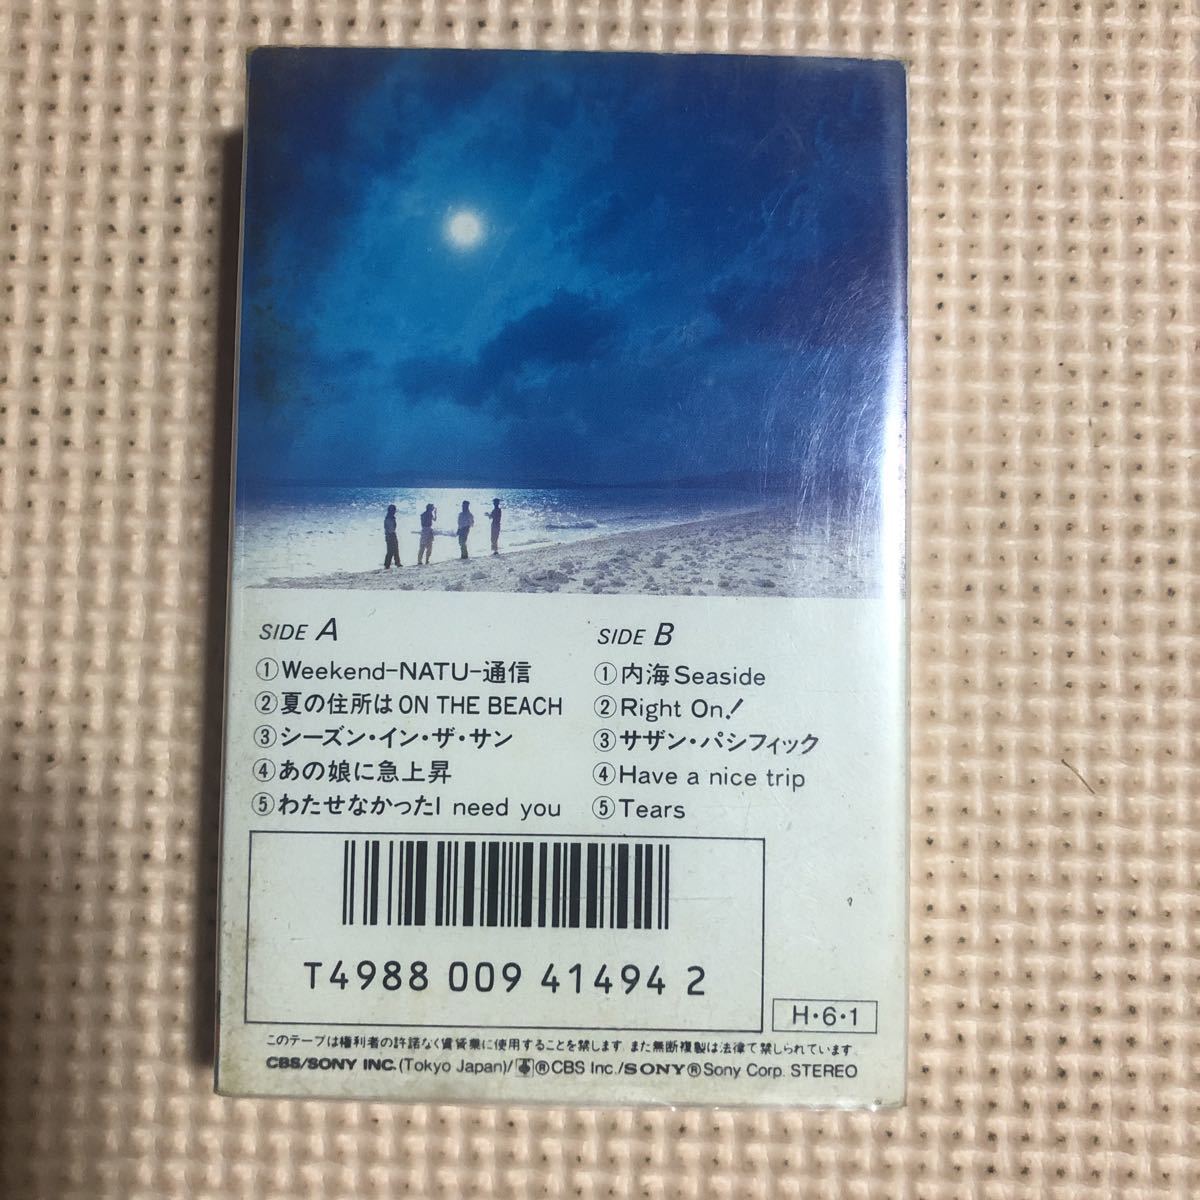 SIDE A
①Weekend-NATU-通信
②夏の住所はON THE BEACH
③シーズン・イン・ザ・サン
④あの娘に急上昇
⑤わたせなかったI need you
SIDE B
①内海Seaside
②Right On!
③サザン・パシフィック
④Have a nice trip
⑤Tears
T4988 009 41494 2
H・6・1
このテープは権利者の許諾なく賃貸業に使用することを禁じます。また無断複製は法律で禁じられています。
CBS/SONY INC.(Tokyo Japan)/®CBS Inc./SONY®Sony Corp. STEREO